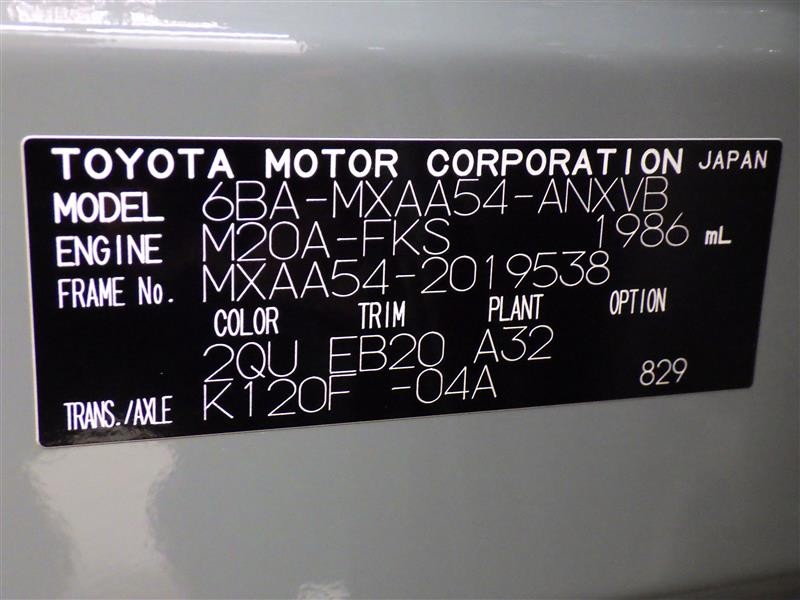 TOYOTA MOTOR CORPORATION JAPAN
MODEL 6BA-MXAA54-ANXVB
ENGINE M20A-FKS 1986 mL
FRAME No. MXAA54-2019538
COLOR TRIM PLANT OPTION
2QU EB20 A32
TRANS./AXLE K120F -04A 829